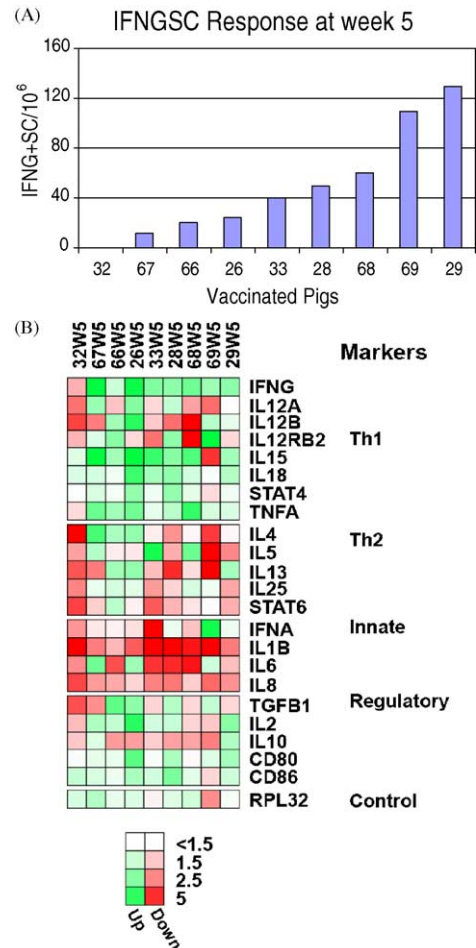 (A)
IFNGSC Response at week 5
IFNG+SC/10^6
160
120
80
40
0
32 67 66 26 33 28 68 69 29
Vaccinated Pigs
(B)
32W5 67W5 66W5 26W5 33W5 28W5 68W5 69W5 29W5
Markers
IFNG
IL12A
IL12B
IL12RB2
Th1
IL15
IL18
STAT4
TNFA
IL4
Th2
IL5
IL13
IL25
STAT6
IFNA
Innate
IL1B
IL6
IL8
TGFB1
Regulatory
IL2
IL10
CD80
CD86
RPL32
Control
<1.5
1.5
2.5
5
Up
Down